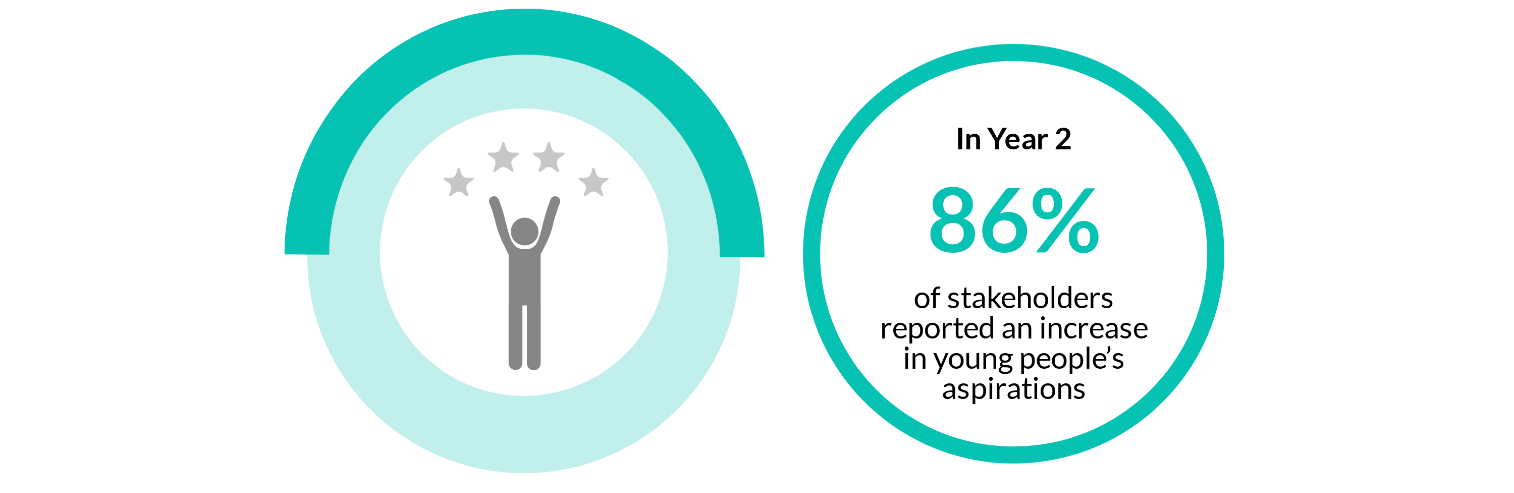 In Year 2
86%
of stakeholders
reported an increase
in young people’s
aspirations